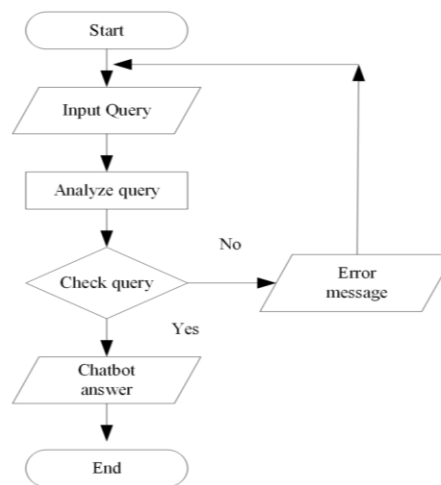 Start
Input Query
Analyze query
No
Check query
Error
message
Yes
Chatbot
answer
End